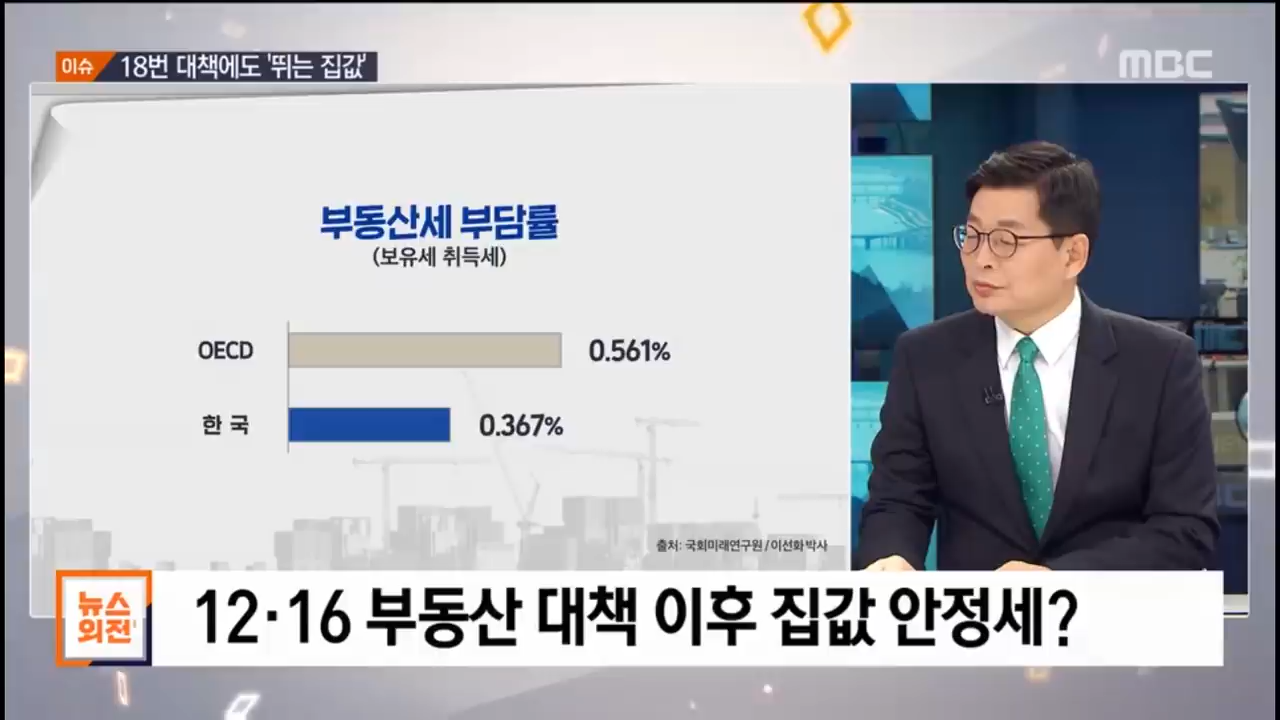 이슈 18번 대책에도 '뛰는 집값'
MBC
부동산세 부담률
(보유세 취득세)
OECD 0.561%
한국 0.367%
출처: 국회미래연구원 / 이선화 박사
뉴스
의전
12·16 부동산 대책 이후 집값 안정세?